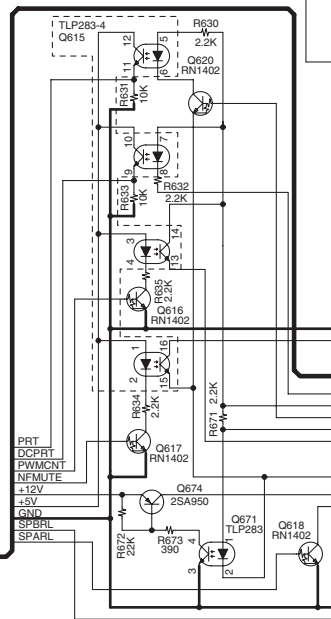 TLP283-4
Q615
R630
2.2K
12
5
11
6
Q620
RN1402
R631
10K
10
7
9
8
R633
10K
R632
2.2K
3
14
4
13
R635
2.2K
Q616
RN1402
1
16
2
15
R634
2.2K
R671
2.2K
Q617
RN1402
PRT
DCPRT
PWMCNT
NFMUTE
+12V
+5V
GND
SPBRL
SPARL
Q674
2SA950
R672
22K
R673
390
Q671
TLP283
4
1
3
2
Q618
RN1402